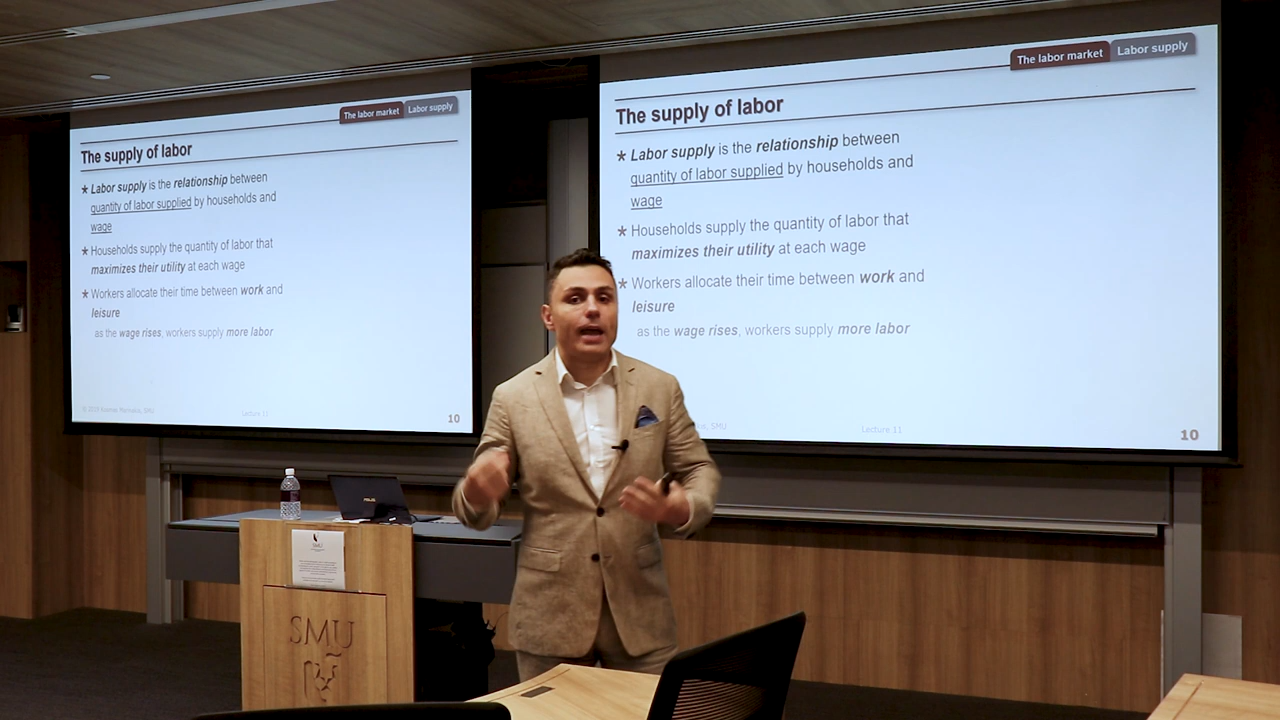 The labor market Labor supply
The supply of labor
* Labor supply is the relationship between
quantity of labor supplied by households and
wage
* Households supply the quantity of labor that
maximizes their utility at each wage
* Workers allocate their time between work and
leisure
as the wage rises, workers supply more labor
Lecture 11
10
The labor market Labor supply
The supply of labor
* Labor supply is the relationship between
quantity of labor supplied by households and
wage
* Households supply the quantity of labor that
maximizes their utility at each wage
* Workers allocate their time between work and
leisure
as the wage rises, workers supply more labor
SMU
Lecture 11
10
ASUS
SMU
SMU